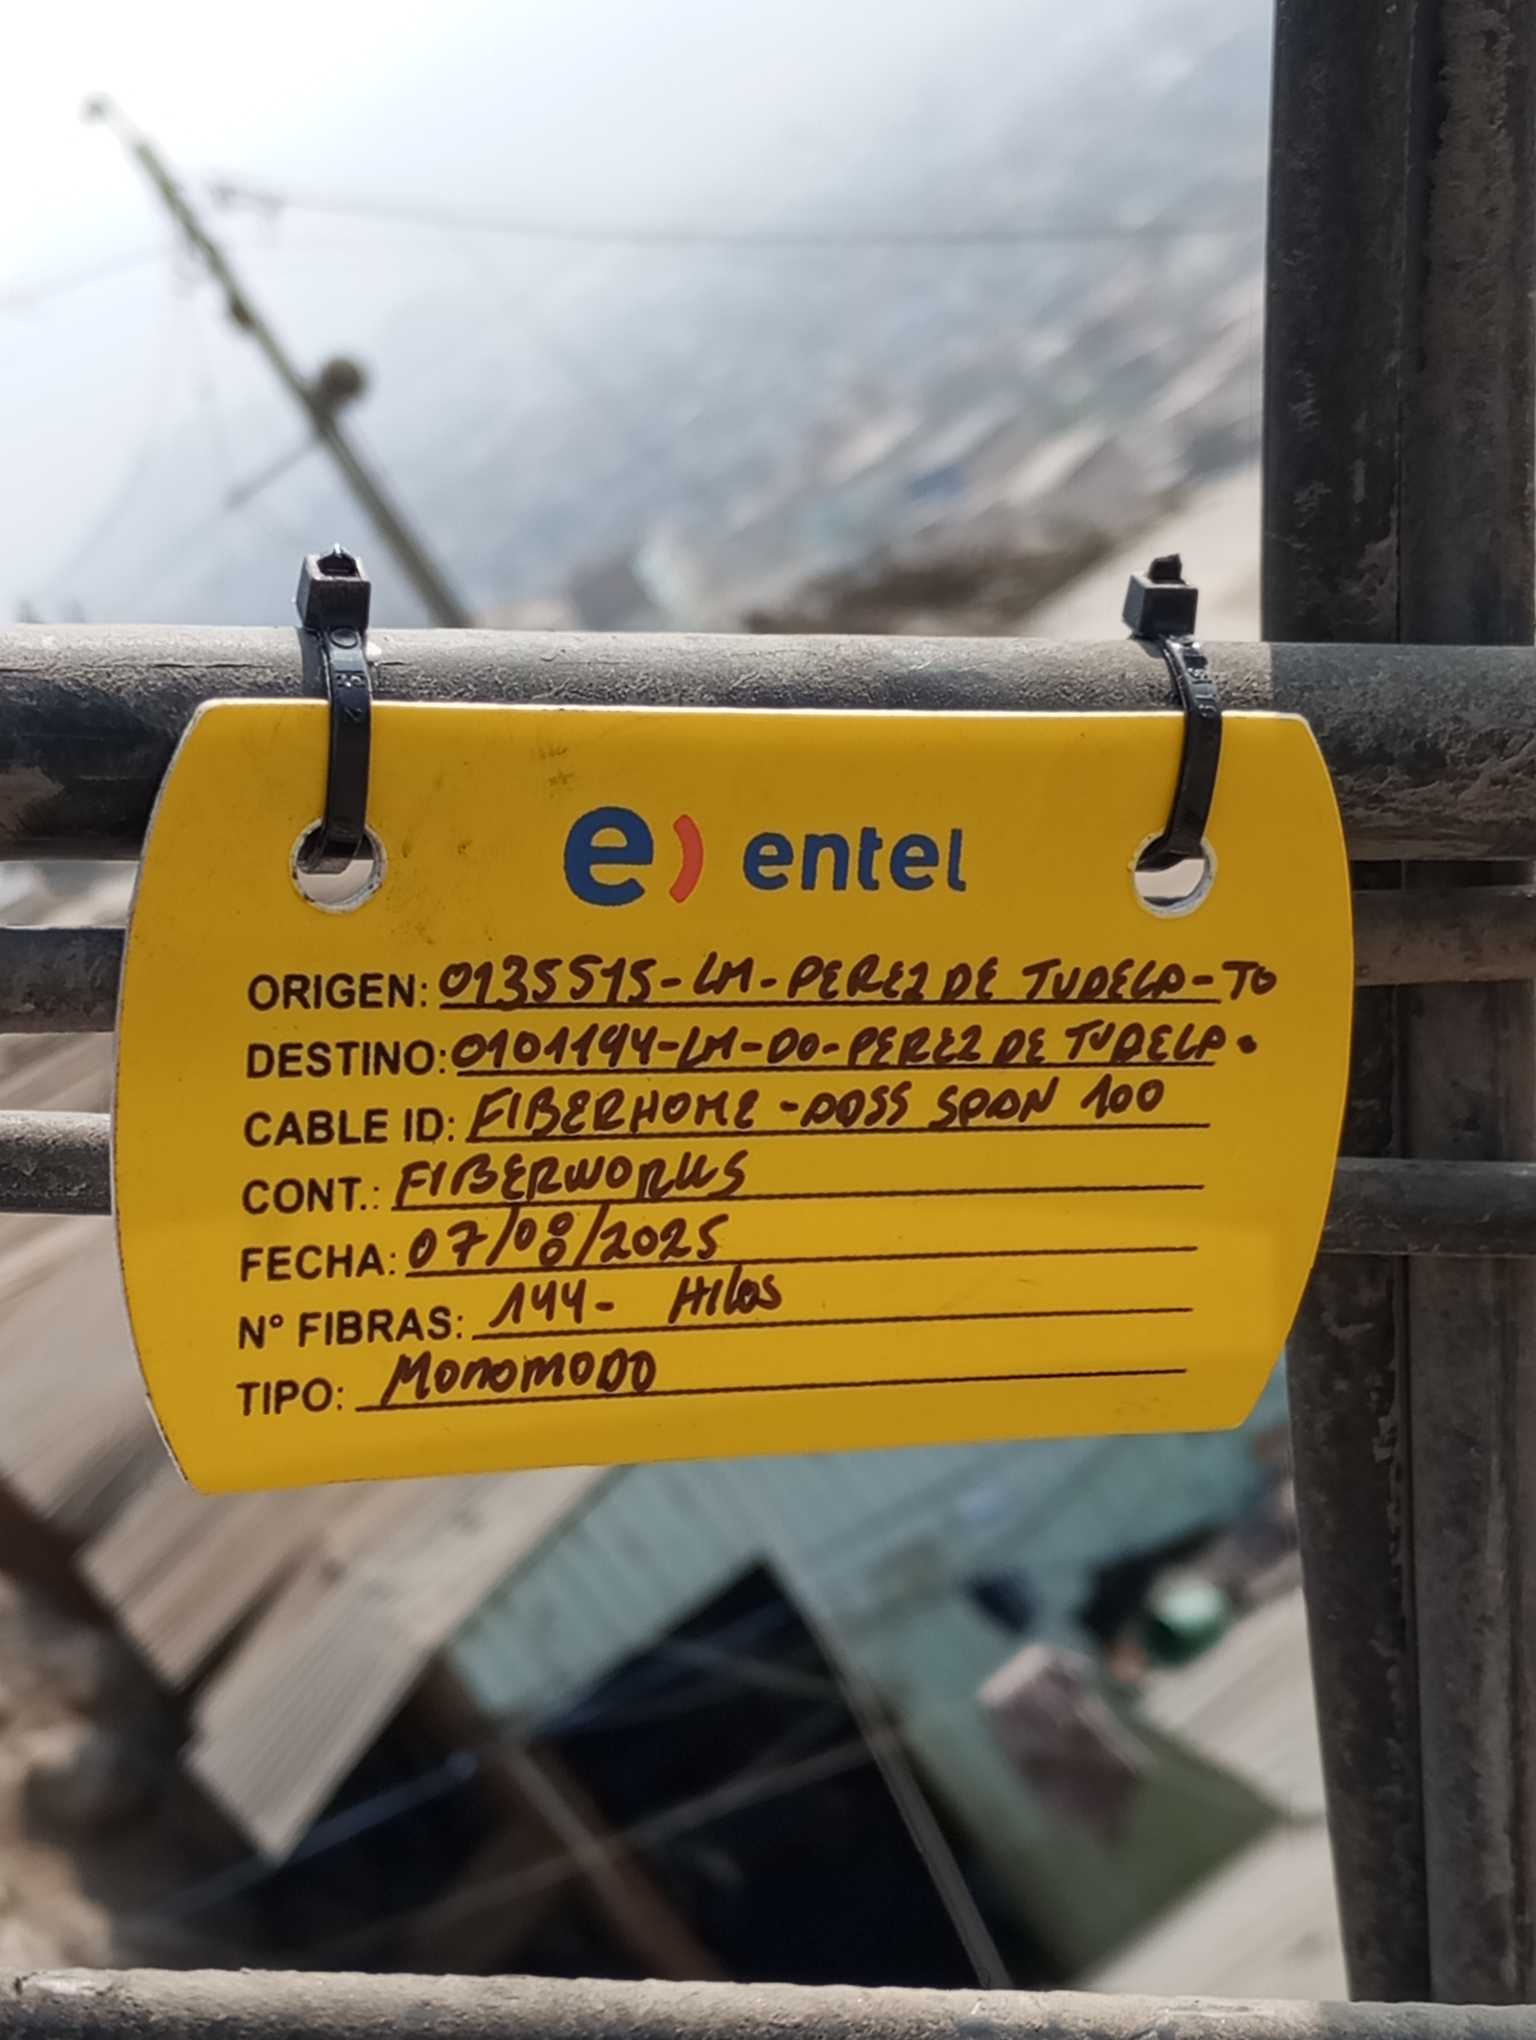 e) entel
ORIGEN: 0135515-LM-PEREZ DE TUDELA-TO
DESTINO: 0101194-LM-DO-PEREZ DE TUDELA.
CABLE ID: FIBERHOME -ADSS SPAN 100
CONT.: FIBERWORKS
FECHA: 07/08/2025
N° FIBRAS: 144- HILOS
TIPO: MONOMODO